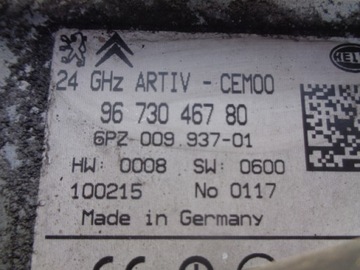 24 GHz ARTIV - CEM00
96 730 467 80
6PZ 009 937-01
HW: 0008 SW: 0600
100215 No 0117
Made in Germany